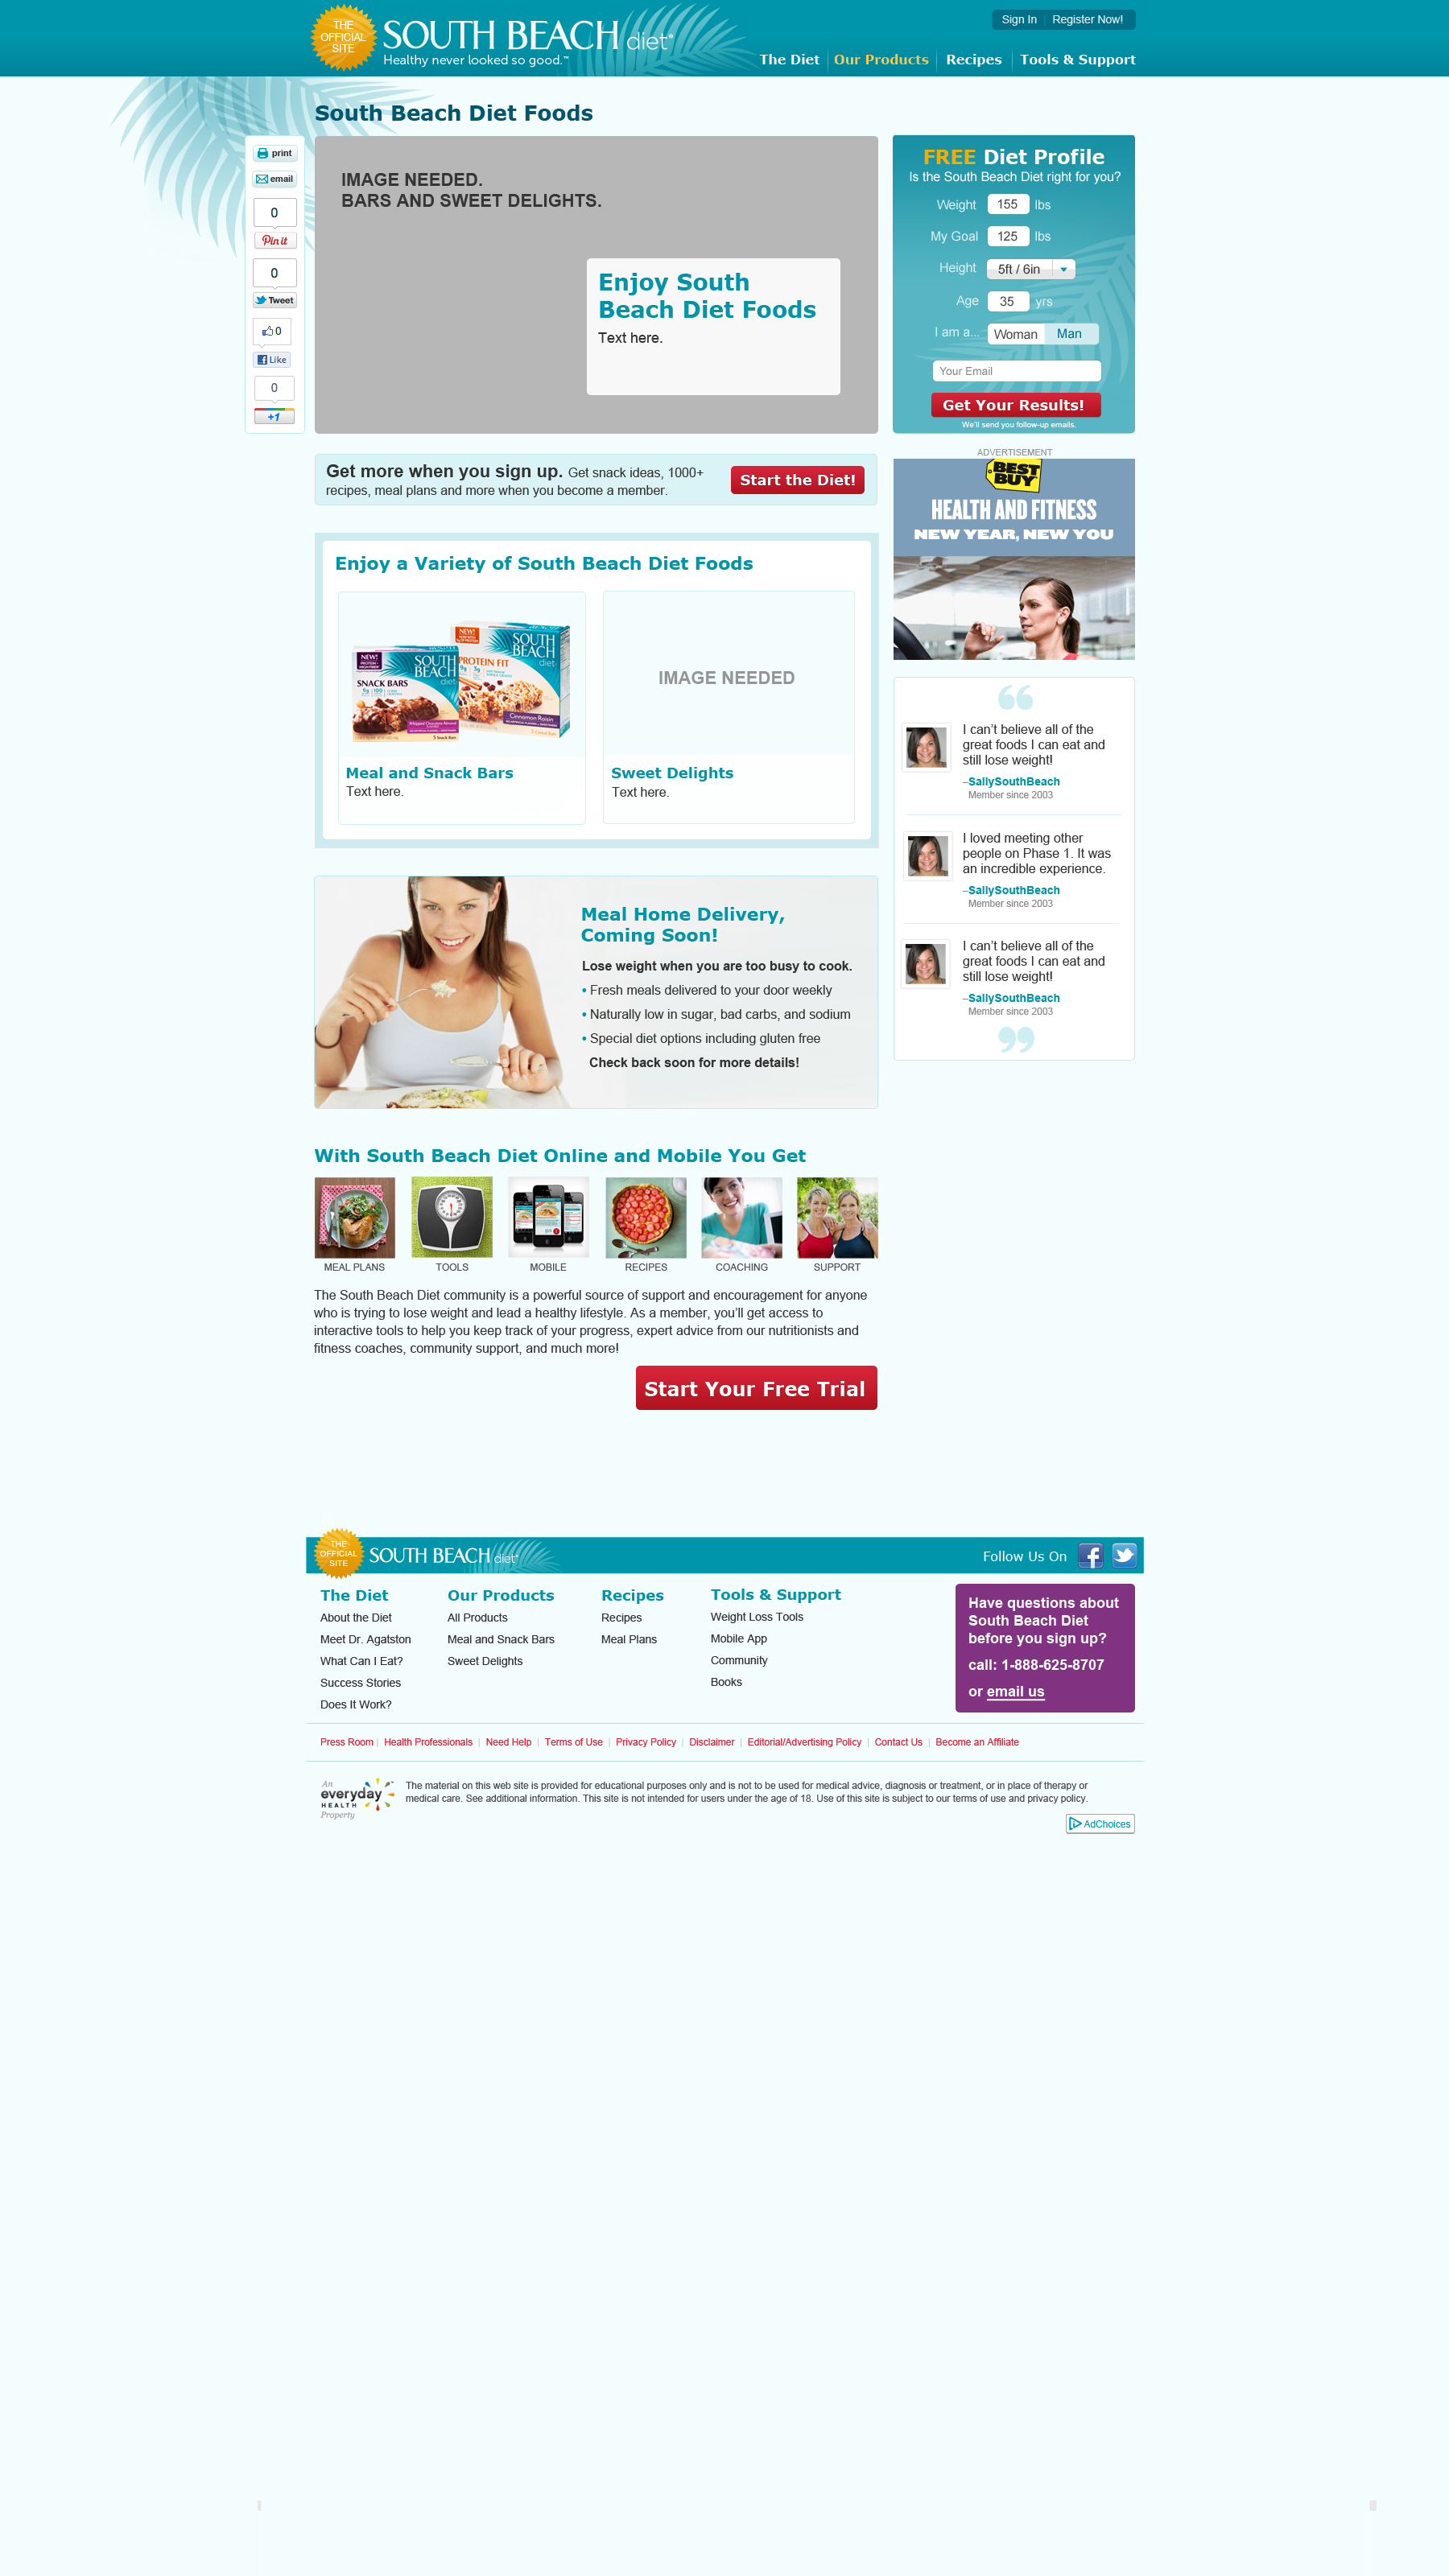 THE
OFFICIAL
SITE
SOUTH BEACH diet®
Healthy never looked so good.™
Sign In
Register Now!
The Diet
Our Products
Recipes
Tools & Support
South Beach Diet Foods
print
email
0
Pin it
0
Tweet
0
Like
0
+1
IMAGE NEEDED.
BARS AND SWEET DELIGHTS.
Enjoy South
Beach Diet Foods
Text here.
FREE Diet Profile
Is the South Beach Diet right for you?
Weight 155 lbs
My Goal 125 lbs
Height 5ft / 6in
Age 35 yrs
I am a... Woman Man
Your Email
Get Your Results!
We'll send you follow-up emails.
Get more when you sign up. Get snack ideas, 1000+
recipes, meal plans and more when you become a member.
Start the Diet!
ADVERTISEMENT
BEST
BUY
HEALTH AND FITNESS
NEW YEAR, NEW YOU
Enjoy a Variety of South Beach Diet Foods
NEW!
SOUTH
BEACH
diet
SNACK BARS
NEW!
SOUTH
BEACH
diet
PROTEIN FIT
Cinnamon Raisin
IMAGE NEEDED
Meal and Snack Bars
Text here.
Sweet Delights
Text here.
“
I can’t believe all of the
great foods I can eat and
still lose weight!
–SallySouthBeach
Member since 2003
I loved meeting other
people on Phase 1. It was
an incredible experience.
–SallySouthBeach
Member since 2003
I can’t believe all of the
great foods I can eat and
still lose weight!
–SallySouthBeach
Member since 2003
”
Meal Home Delivery,
Coming Soon!
Lose weight when you are too busy to cook.
• Fresh meals delivered to your door weekly
• Naturally low in sugar, bad carbs, and sodium
• Special diet options including gluten free
Check back soon for more details!
With South Beach Diet Online and Mobile You Get
MEAL PLANS
TOOLS
MOBILE
RECIPES
COACHING
SUPPORT
The South Beach Diet community is a powerful source of support and encouragement for anyone
who is trying to lose weight and lead a healthy lifestyle. As a member, you’ll get access to
interactive tools to help you keep track of your progress, expert advice from our nutritionists and
fitness coaches, community support, and much more!
Start Your Free Trial
THE
OFFICIAL
SITE
SOUTH BEACH diet®
Follow Us On
The Diet
About the Diet
Meet Dr. Agatston
What Can I Eat?
Success Stories
Does It Work?
Our Products
All Products
Meal and Snack Bars
Sweet Delights
Recipes
Recipes
Meal Plans
Tools & Support
Weight Loss Tools
Mobile App
Community
Books
Have questions about
South Beach Diet
before you sign up?
call: 1-888-625-8707
or email us
Press Room | Health Professionals | Need Help | Terms of Use | Privacy Policy | Disclaimer | Editorial/Advertising Policy | Contact Us | Become an Affiliate
An
everyday
HEALTH
Property
The material on this web site is provided for educational purposes only and is not to be used for medical advice, diagnosis or treatment, or in place of therapy or
medical care. See additional information. This site is not intended for users under the age of 18. Use of this site is subject to our terms of use and privacy policy.
AdChoices